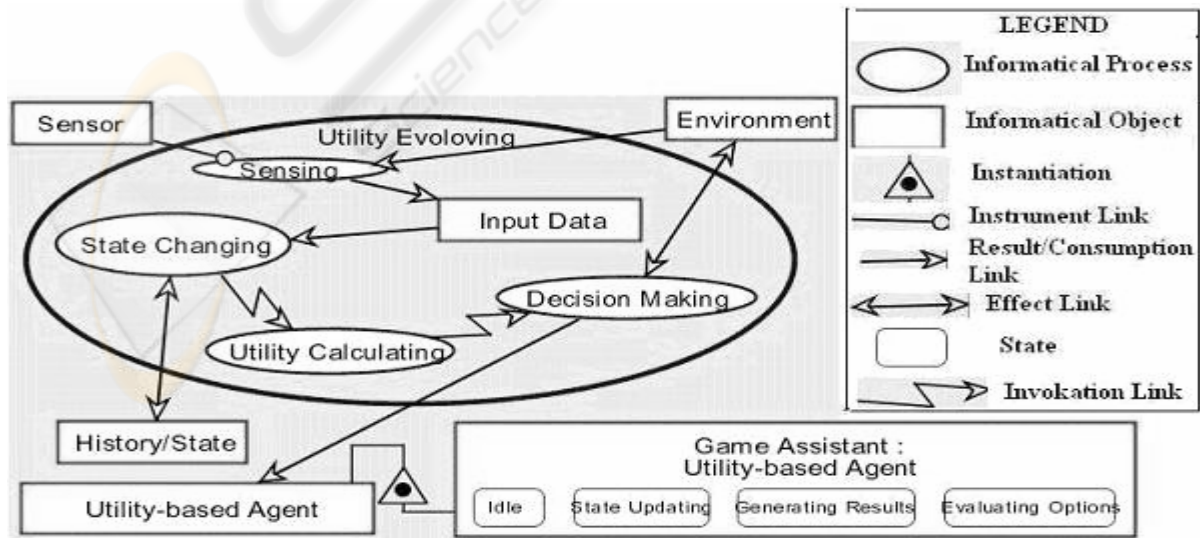 Sensor
Utility Evoloving
Environment
Sensing
Input Data
State Changing
Decision Making
Utility Calculating
History/State
Utility-based Agent
Game Assistant :
Utility-based Agent
Idle
State Updating
Generating Results
Evaluating Options
LEGEND
Informatical Process
Informatical Object
Instantiation
Instrument Link
Result/Consumption
Link
Effect Link
State
Invokation Link